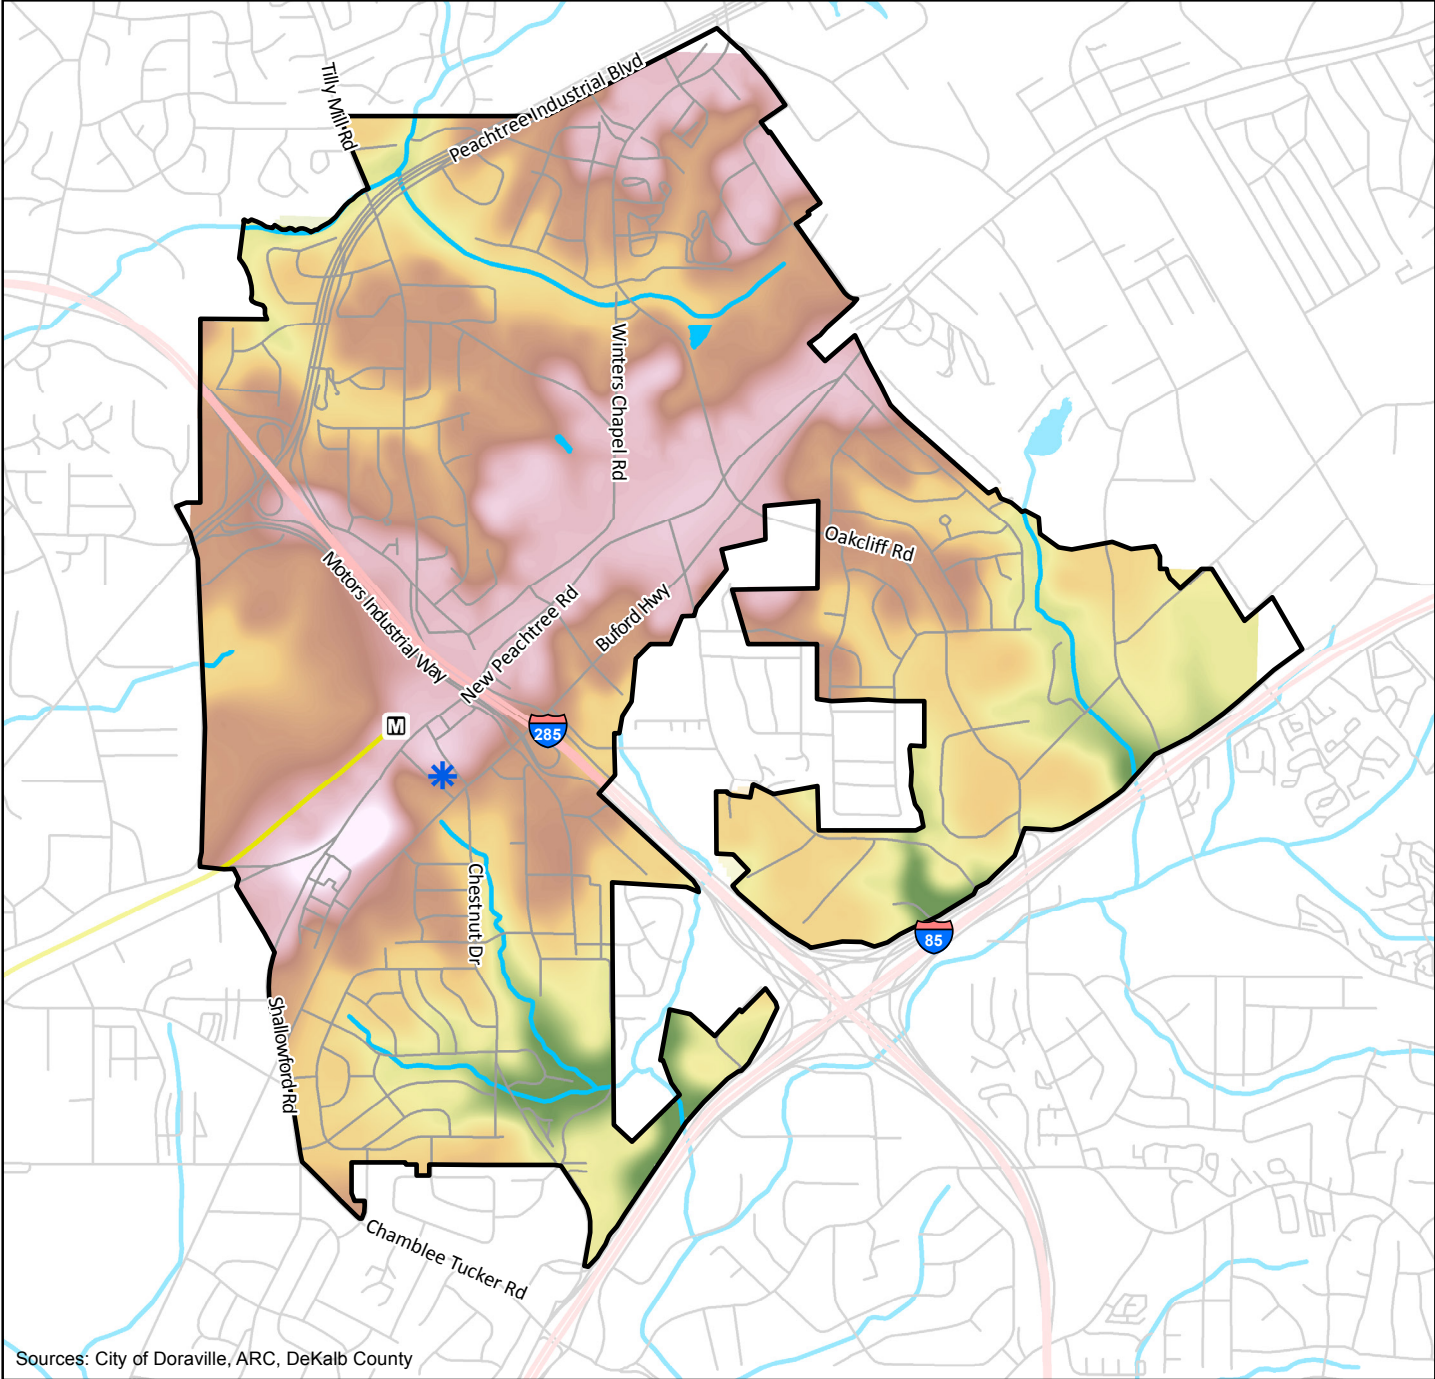 Peachtree Industrial Blvd
Tilly Mill Rd
Winters Chapel Rd
Oakcliff Rd
Motors Industrial Way
New Peachtree Rd
Buford Hwy
M
285
Chestnut Dr
85
Shallowford Rd
Chamblee Tucker Rd
Sources: City of Doraville, ARC, DeKalb County